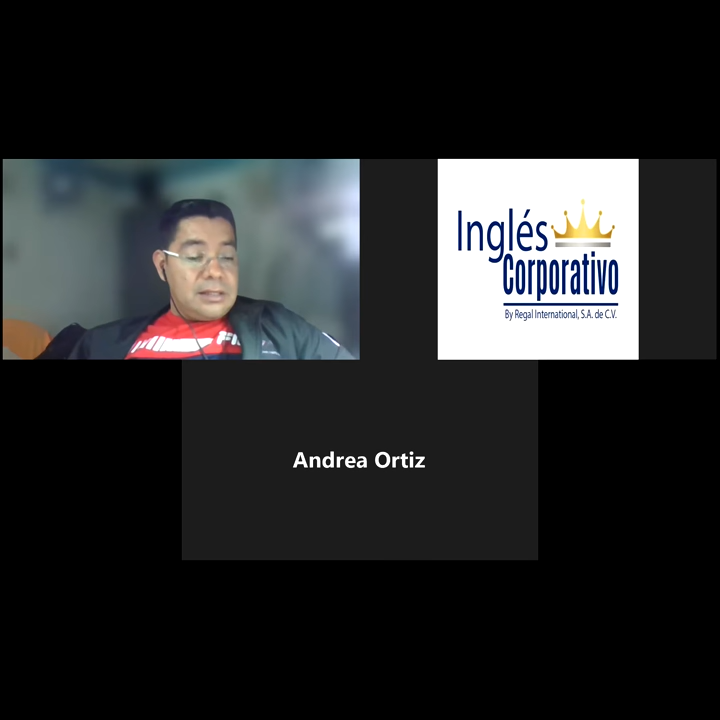 Inglés
Corporativo
By Regal International, S.A. de C.V.
Andrea Ortiz